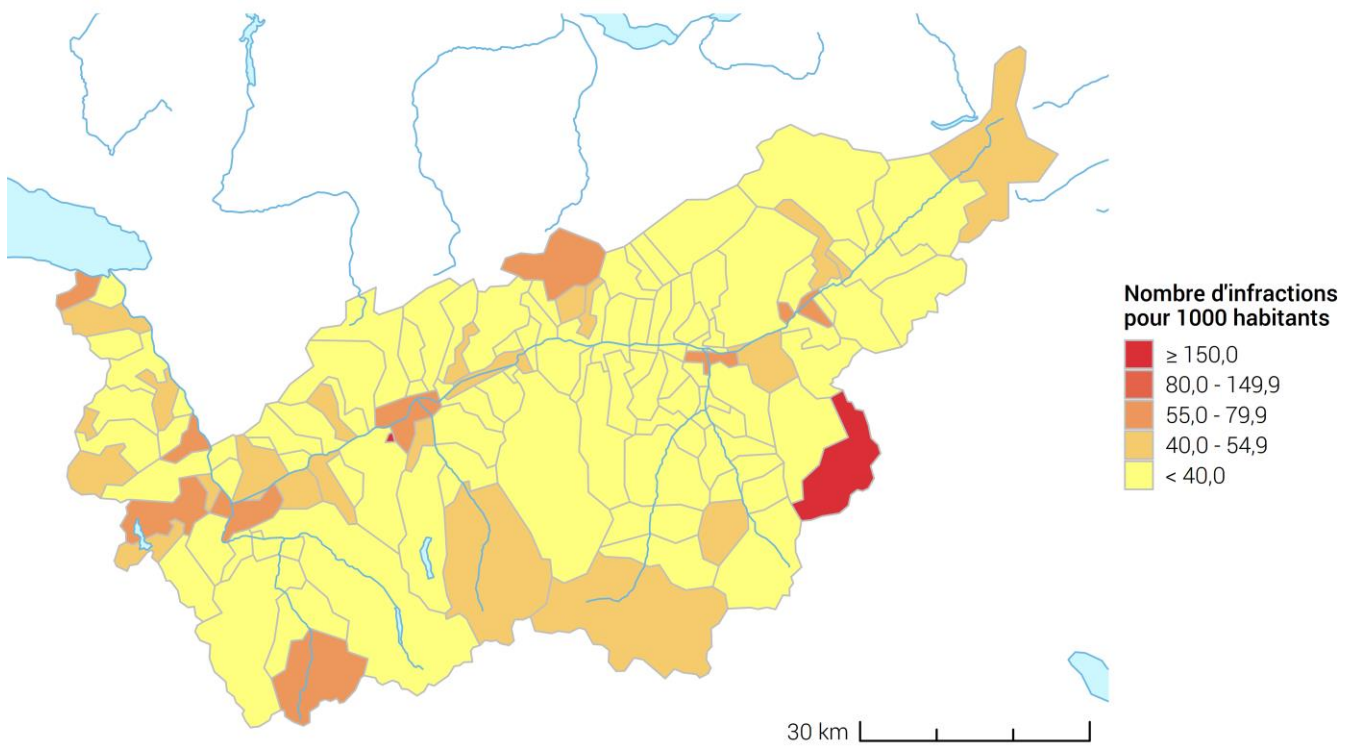 Nombre d'infractions
pour 1000 habitants
≥ 150,0
80,0 - 149,9
55,0 - 79,9
40,0 - 54,9
< 40,0
30 km